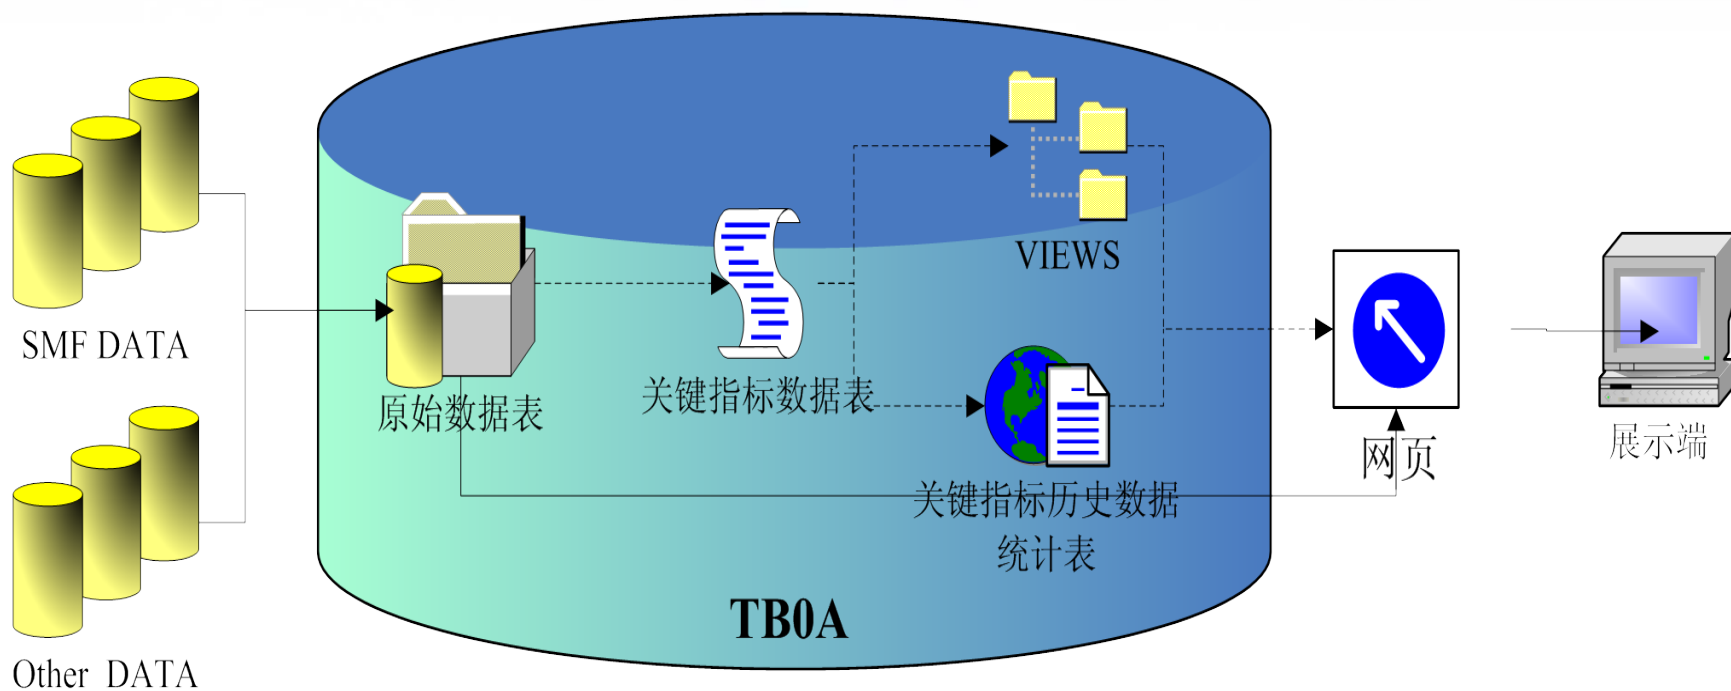 SMF DATA
Other DATA
原始数据表
关键指标数据表
VIEWS
关键指标历史数据
统计表
TB0A
网页
展示端